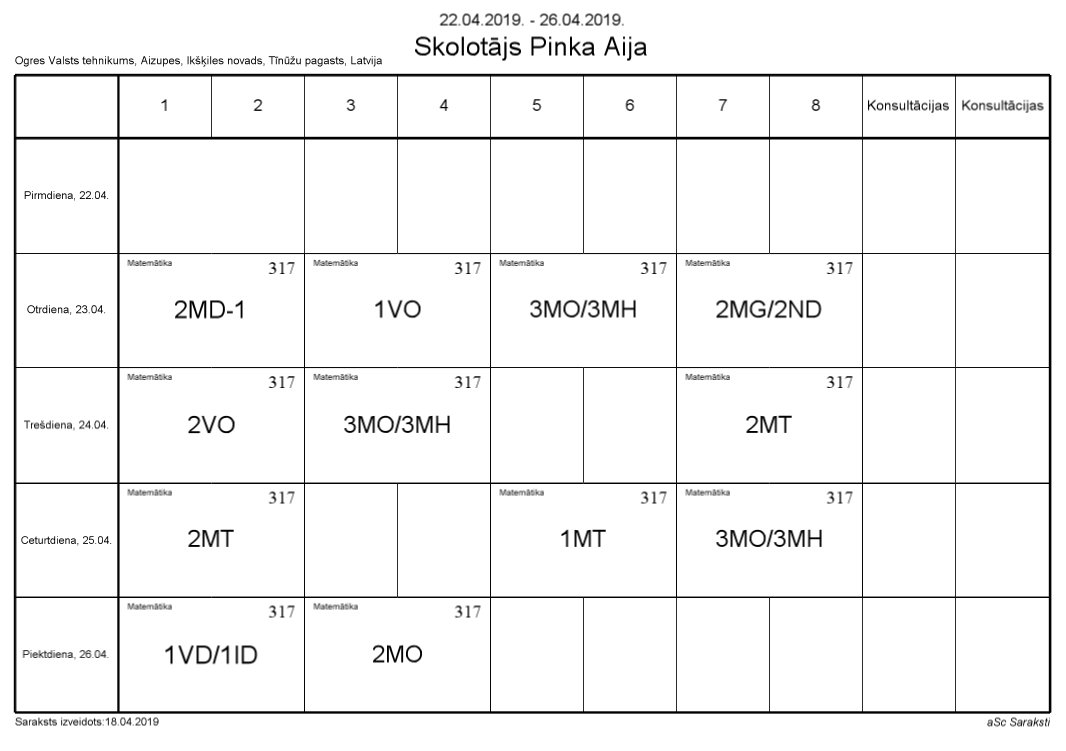 22.04.2019. - 26.04.2019.
Skolotājs Pinka Aija
Ogres Valsts tehnikums, Aizupes, Ikšķiles novads, Tīnūžu pagasts, Latvija
1 2 3 4 5 6 7 8 Konsultācijas Konsultācijas
Pirmdiena, 22.04.
Matemātika 317 Matemātika 317 Matemātika 317 Matemātika 317
Otrdiena, 23.04. 2MD-1 1VO 3MO/3MH 2MG/2ND
Matemātika 317 Matemātika 317 Matemātika 317
Trešdiena, 24.04. 2VO 3MO/3MH 2MT
Matemātika 317 Matemātika 317 Matemātika 317
Ceturtdiena, 25.04. 2MT 1MT 3MO/3MH
Matemātika 317 Matemātika 317
Piektdiena, 26.04. 1VD/1ID 2MO
Saraksts izveidots:18.04.2019 aSc Saraksti